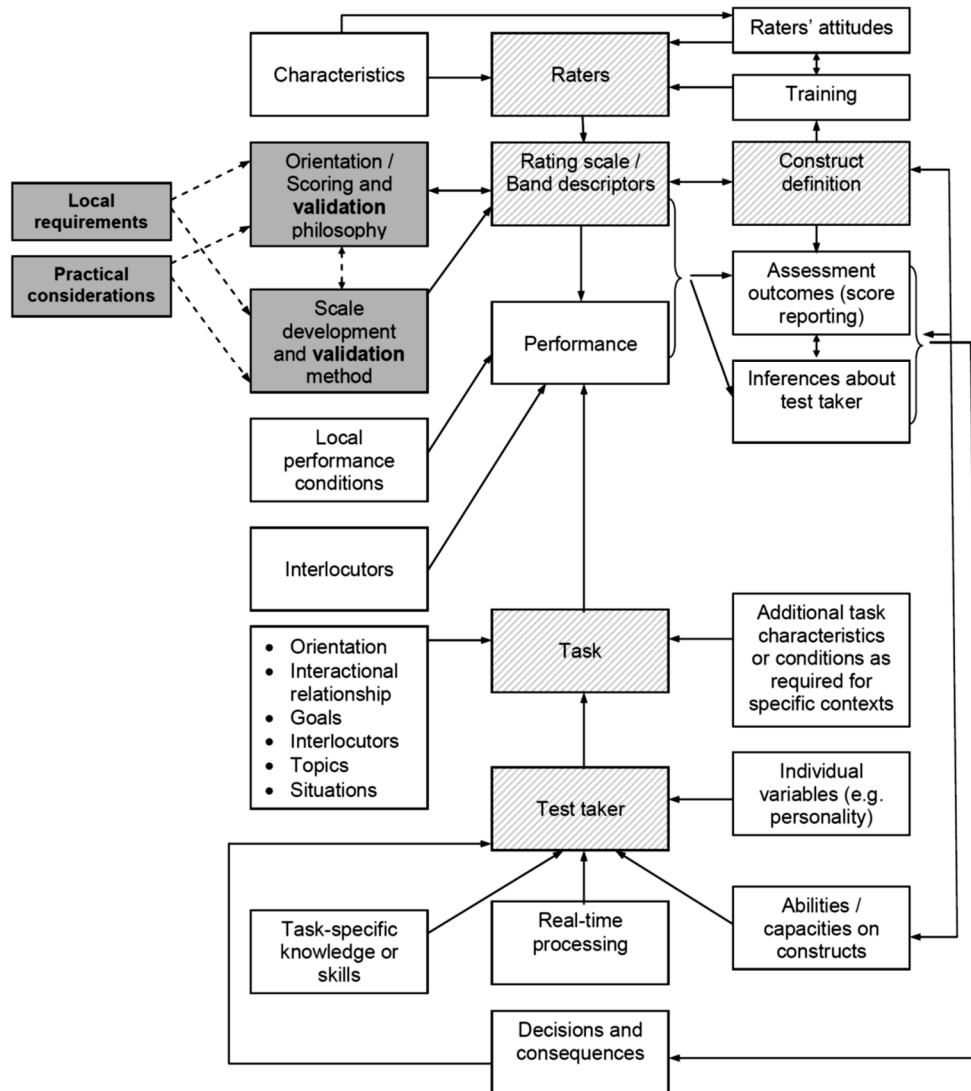 Raters' attitudes
Characteristics
Raters
Training
Orientation /
Scoring and
validation
philosophy
Rating scale /
Band descriptors
Construct
definition
Local
requirements
Practical
considerations
Scale
development
and validation
method
Performance
Assessment
outcomes (score
reporting)
Inferences about
test taker
Local
performance
conditions
Interlocutors
• Orientation
• Interactional
relationship
• Goals
• Interlocutors
• Topics
• Situations
Task
Additional task
characteristics
or conditions as
required for
specific contexts
Test taker
Individual
variables (e.g.
personality)
Task-specific
knowledge or
skills
Real-time
processing
Abilities /
capacities on
constructs
Decisions and
consequences